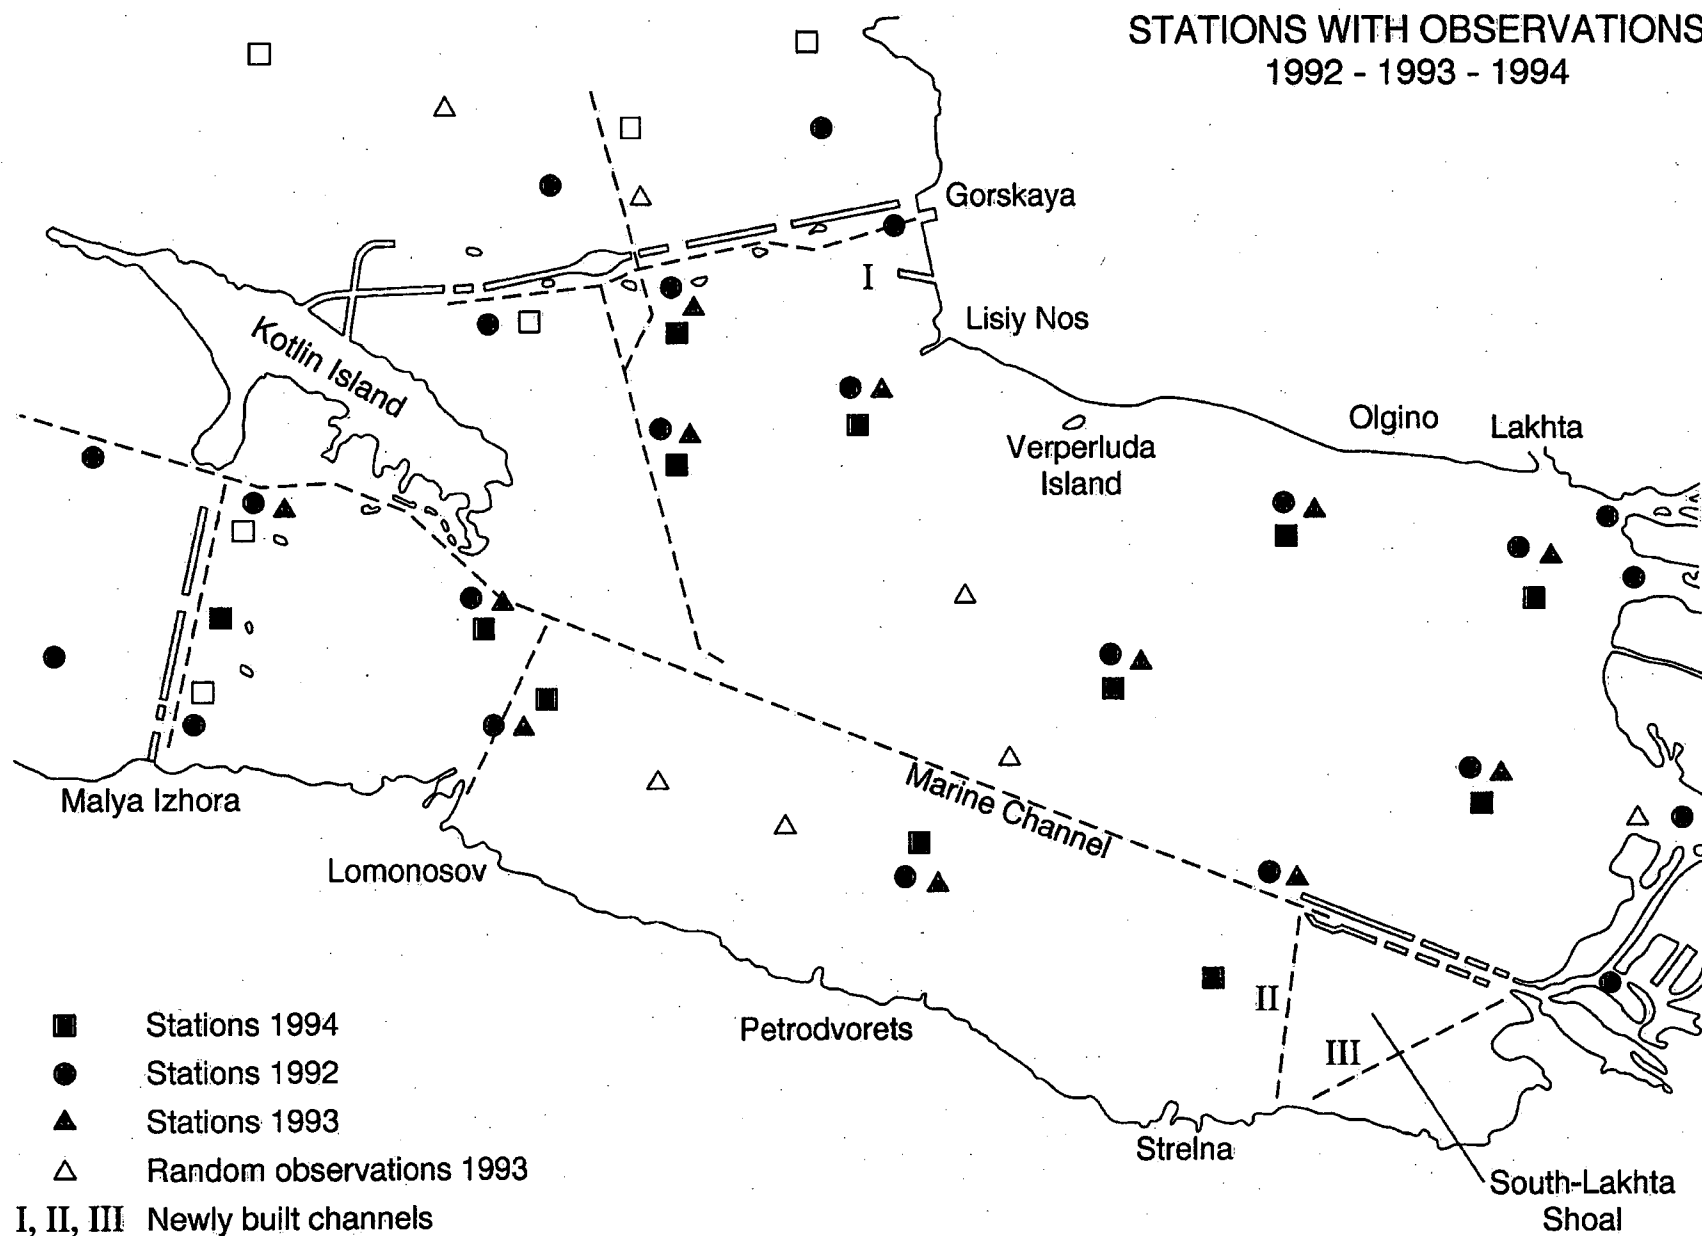 STATIONS WITH OBSERVATIONS
1992 - 1993 - 1994
Gorskaya
I
Lisiy Nos
Kotlin Island
Olgino
Lakhta
Verperluda
Island
Marine Channel
Malya Izhora
Lomonosov
Petrodvorets
II
III
Strelna
South-Lakhta
Shoal
Stations 1994
Stations 1992
Stations 1993
Random observations 1993
I, II, III Newly built channels